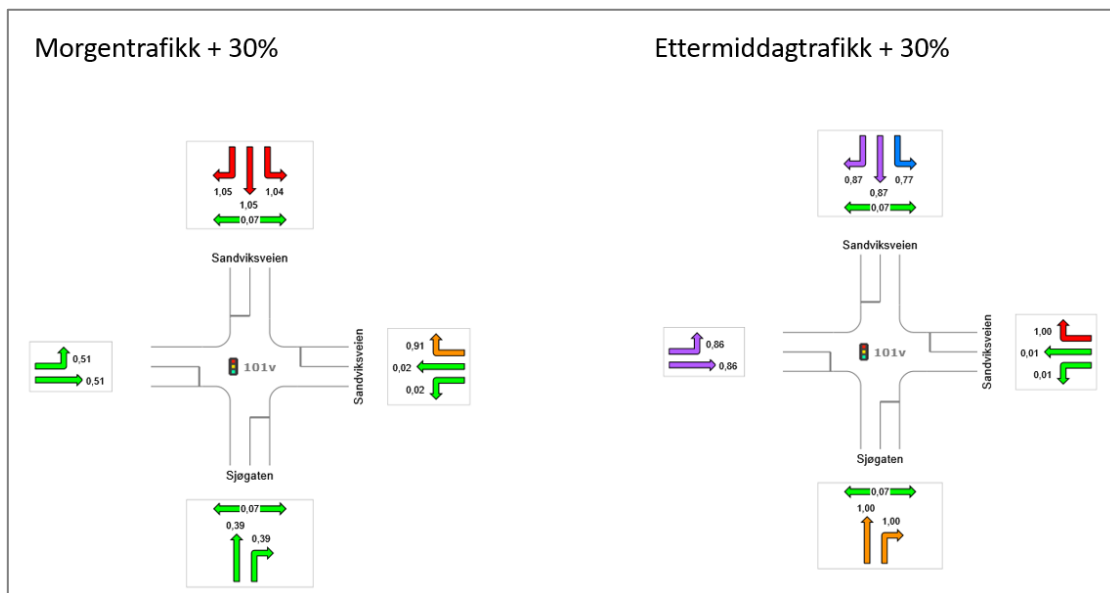 Morgentrafikk + 30%
1,05
1,04
1,05
0,07
Sandviksveien
0,51
0,51
101v
0,91
0,02
0,02
Sandviksveien
Sjøgaten
0,07
0,39
0,39
Ettermiddagtrafikk + 30%
0,87
0,77
0,87
0,07
Sandviksveien
0,86
0,86
101v
1,00
0,01
0,01
Sandviksveien
Sjøgaten
0,07
1,00
1,00